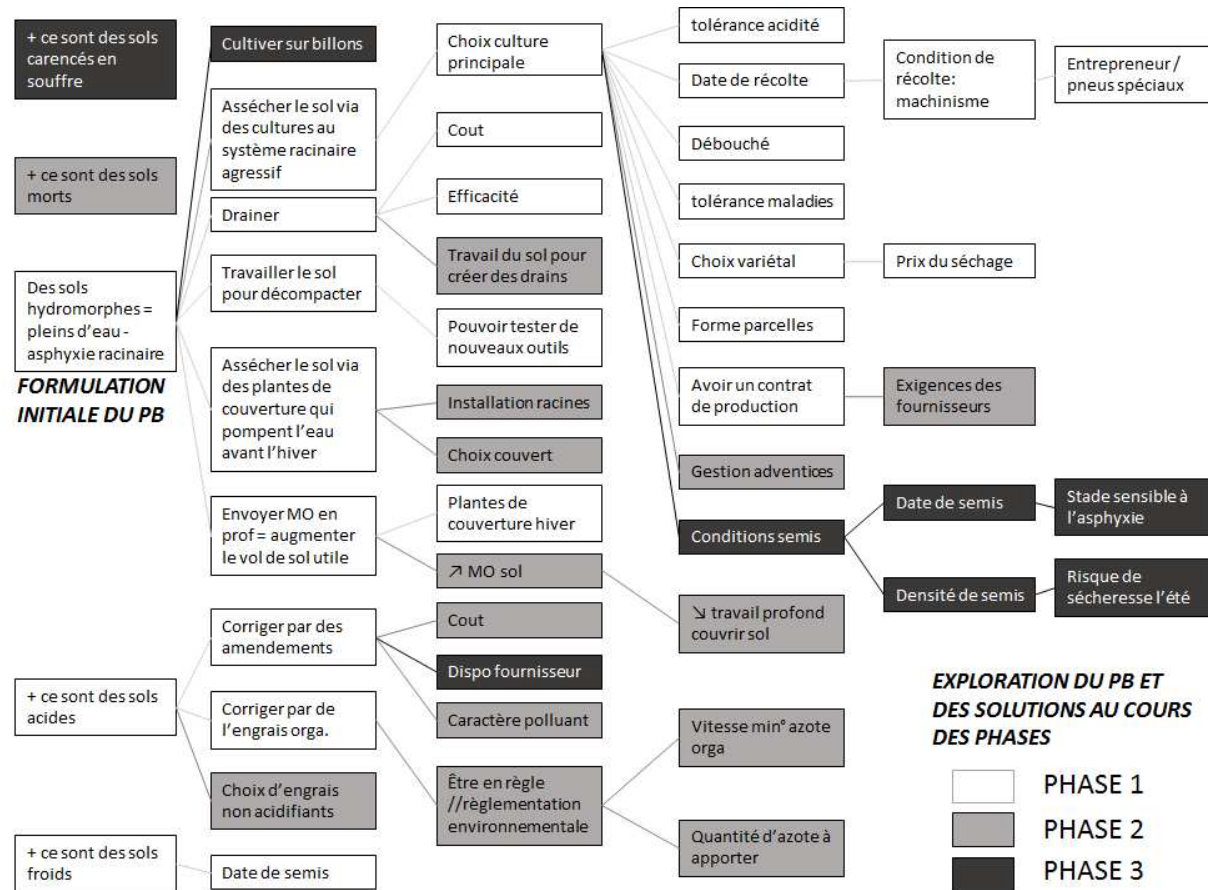 + ce sont des sols
carencés en
souffre
+ ce sont des sols
morts
Des sols
hydromorphes =
pleins d'eau -
asphyxie racinaire
FORMULATION
INITIALE DU PB
+ ce sont des sols
acides
+ ce sont des sols
froids
Cultiver sur billons
Assécher le sol via
des cultures au
système racinaire
agressif
Drainer
Travailler le sol
pour décompacter
Assécher le sol via
des plantes de
couverture qui
pompent l'eau
avant l'hiver
Envoyer MO en
prof = augmenter
le vol de sol utile
Corriger par des
amendements
Corriger par de
l'engrais orga.
Choix d'engrais
non acidifiants
Date de semis
Choix culture
principale
Cout
Efficacité
Travail du sol pour
créer des drains
Pouvoir tester de
nouveaux outils
Installation racines
Choix couvert
Plantes de
couverture hiver
↗ MO sol
Cout
Dispo fournisseur
Caractère polluant
Être en règle
//règlementation
environnementale
tolérance acidité
Date de récolte
Débouché
tolérance maladies
Choix variétal
Forme parcelles
Avoir un contrat
de production
Gestion adventices
Conditions semis
↘ travail profond
couvrir sol
Vitesse min° azote
orga
Quantité d'azote à
apporter
Condition de
récolte:
machinisme
Prix du séchage
Exigences des
fournisseurs
Date de semis
Densité de semis
Entrepreneur /
pneus spéciaux
Stade sensible à
l'asphyxie
Risque de
sécheresse l'été
EXPLORATION DU PB ET
DES SOLUTIONS AU COURS
DES PHASES
PHASE 1
PHASE 2
PHASE 3